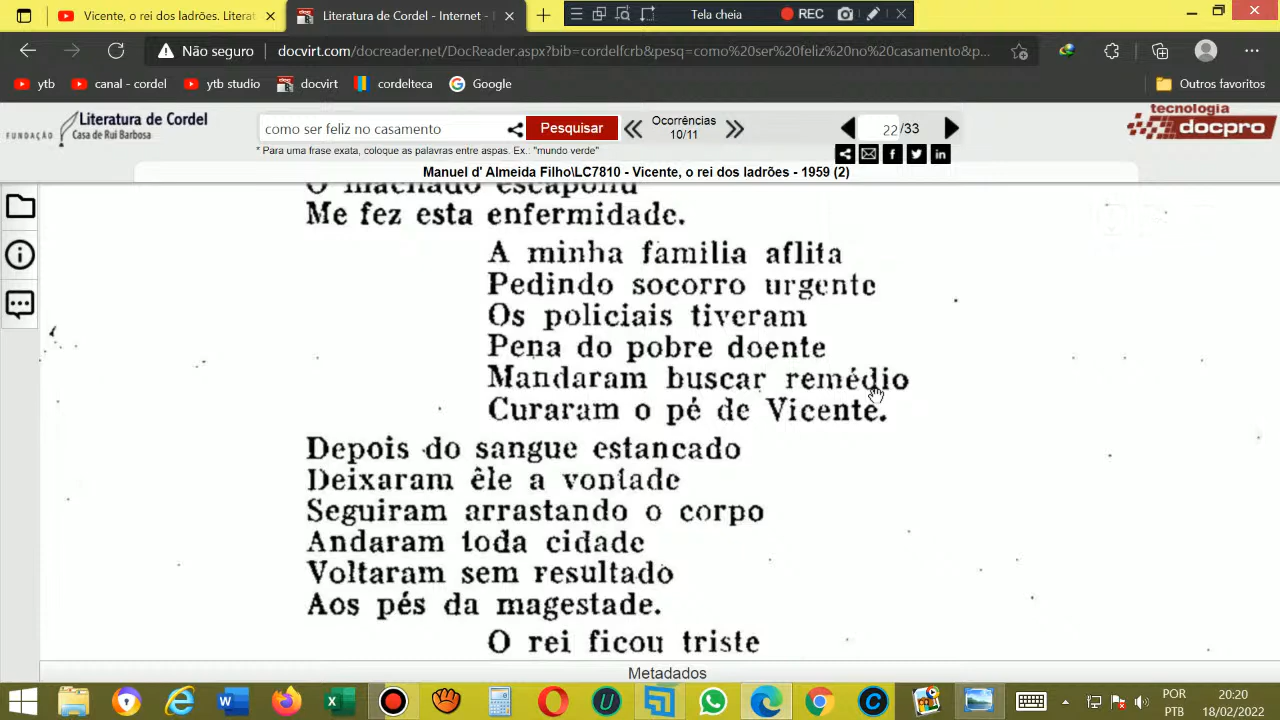 Vicente, o rei dos ladrões. Literat
Literatura de Cordel - Internet - I
Tela cheia
REC
Não seguro
docvirt.com/docreader.net/DocReader.aspx?bib=cordelfcrb&pesq=como%20ser%20feliz%20no%20casamento&p...
ytb
canal - cordel
ytb studio
docvirt
cordelteca
Google
Outros favoritos
FUNDAÇÃO
Literatura de Cordel
Casa de Rui Barbosa
como ser feliz no casamento
Pesquisar
Ocorrências
10/11
22/33
tecnologia
docpro
* Para uma frase exata, coloque as palavras entre aspas. Ex.: "mundo verde"
Manuel d' Almeida Filho\LC7810 - Vicente, o rei dos ladrões - 1959 (2)
O machado escapoliu
Me fez esta enfermidade.
A minha familia aflita
Pedindo socorro urgente
Os policiais tiveram
Pena do pobre doente
Mandaram buscar remédio
Curaram o pé de Vicente.
Depois do sangue estancado
Deixaram êle a vontade
Seguiram arrastando o corpo
Andaram toda cidade
Voltaram sem resultado
Aos pés da magestade.
O rei ficou triste
Metadados
POR
PTB
20:20
18/02/2022